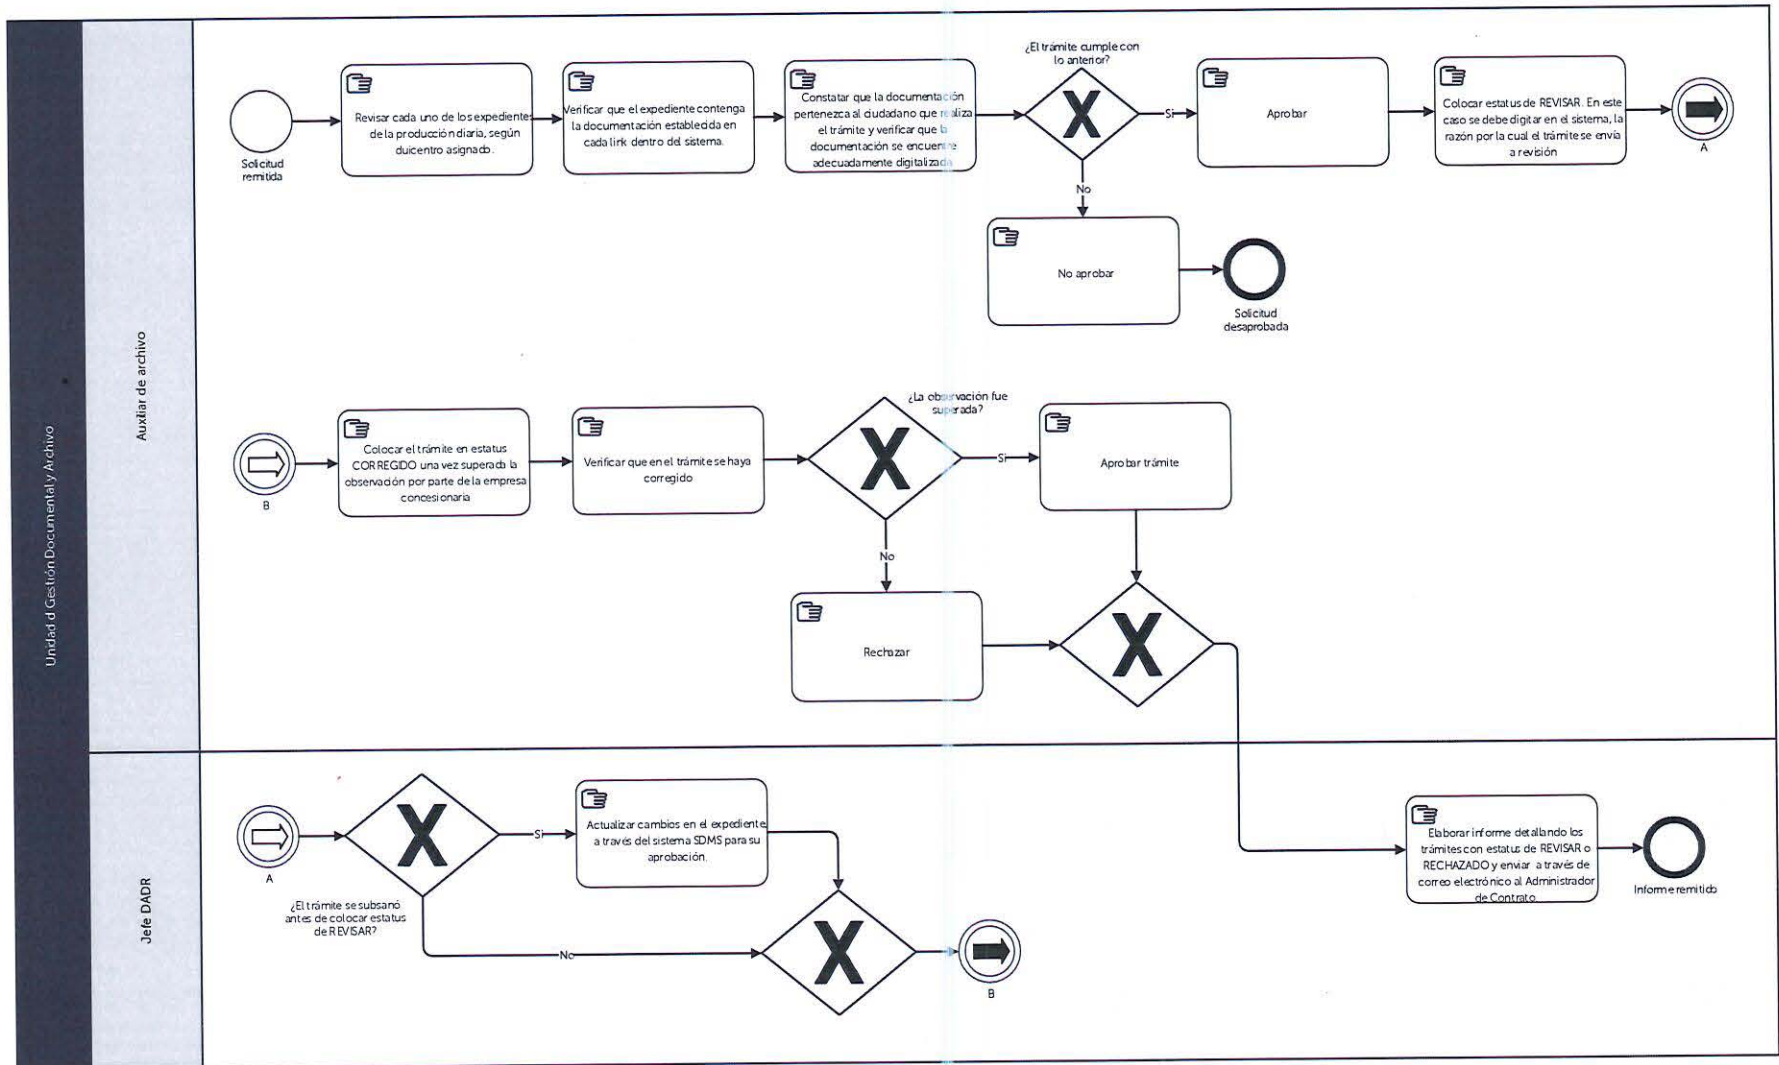 Unidad d Gestión Documental y Archivo
Auxiliar de archivo
Solicitud
remitida
Revisar cada uno de los expedientes
de la producción diaria, según
duicentro asignado.
Verificar que el expediente contenga
la documentación establecida en
cada link dentro del sistema.
Constatar que la documentación
pertenezca al ciudadano que realiza
el trámite y verificar que la
documentación se encuentre
adecuadamente digitalizada
¿El trámite cumple con
lo anterior?
Si
Aprobar
Colocar estatus de REVISAR. En este
caso se debe digitar en el sistema, la
razón por la cual el trámite se envía
a revisión
A
No
No aprobar
Solicitud
desaprobada
B
Colocar el trámite en estatus
CORREGIDO una vez superada la
observación por parte de la empresa
concesionaria
Verificar que en el trámite se haya
corregido
¿La observación fue
superada?
Si
Aprobar trámite
No
Rechazar
Jefe DADR
A
¿El trámite se subsanó
antes de colocar estatus
de REVISAR?
Si
Actualizar cambios en el expediente,
a través del sistema SDMS para su
aprobación.
No
B
Elaborar informe detallando los
trámites con estatus de REVISAR o
RECHAZADO y enviar a través de
correo electrónico al Administrador
de Contrato.
Informe remitido